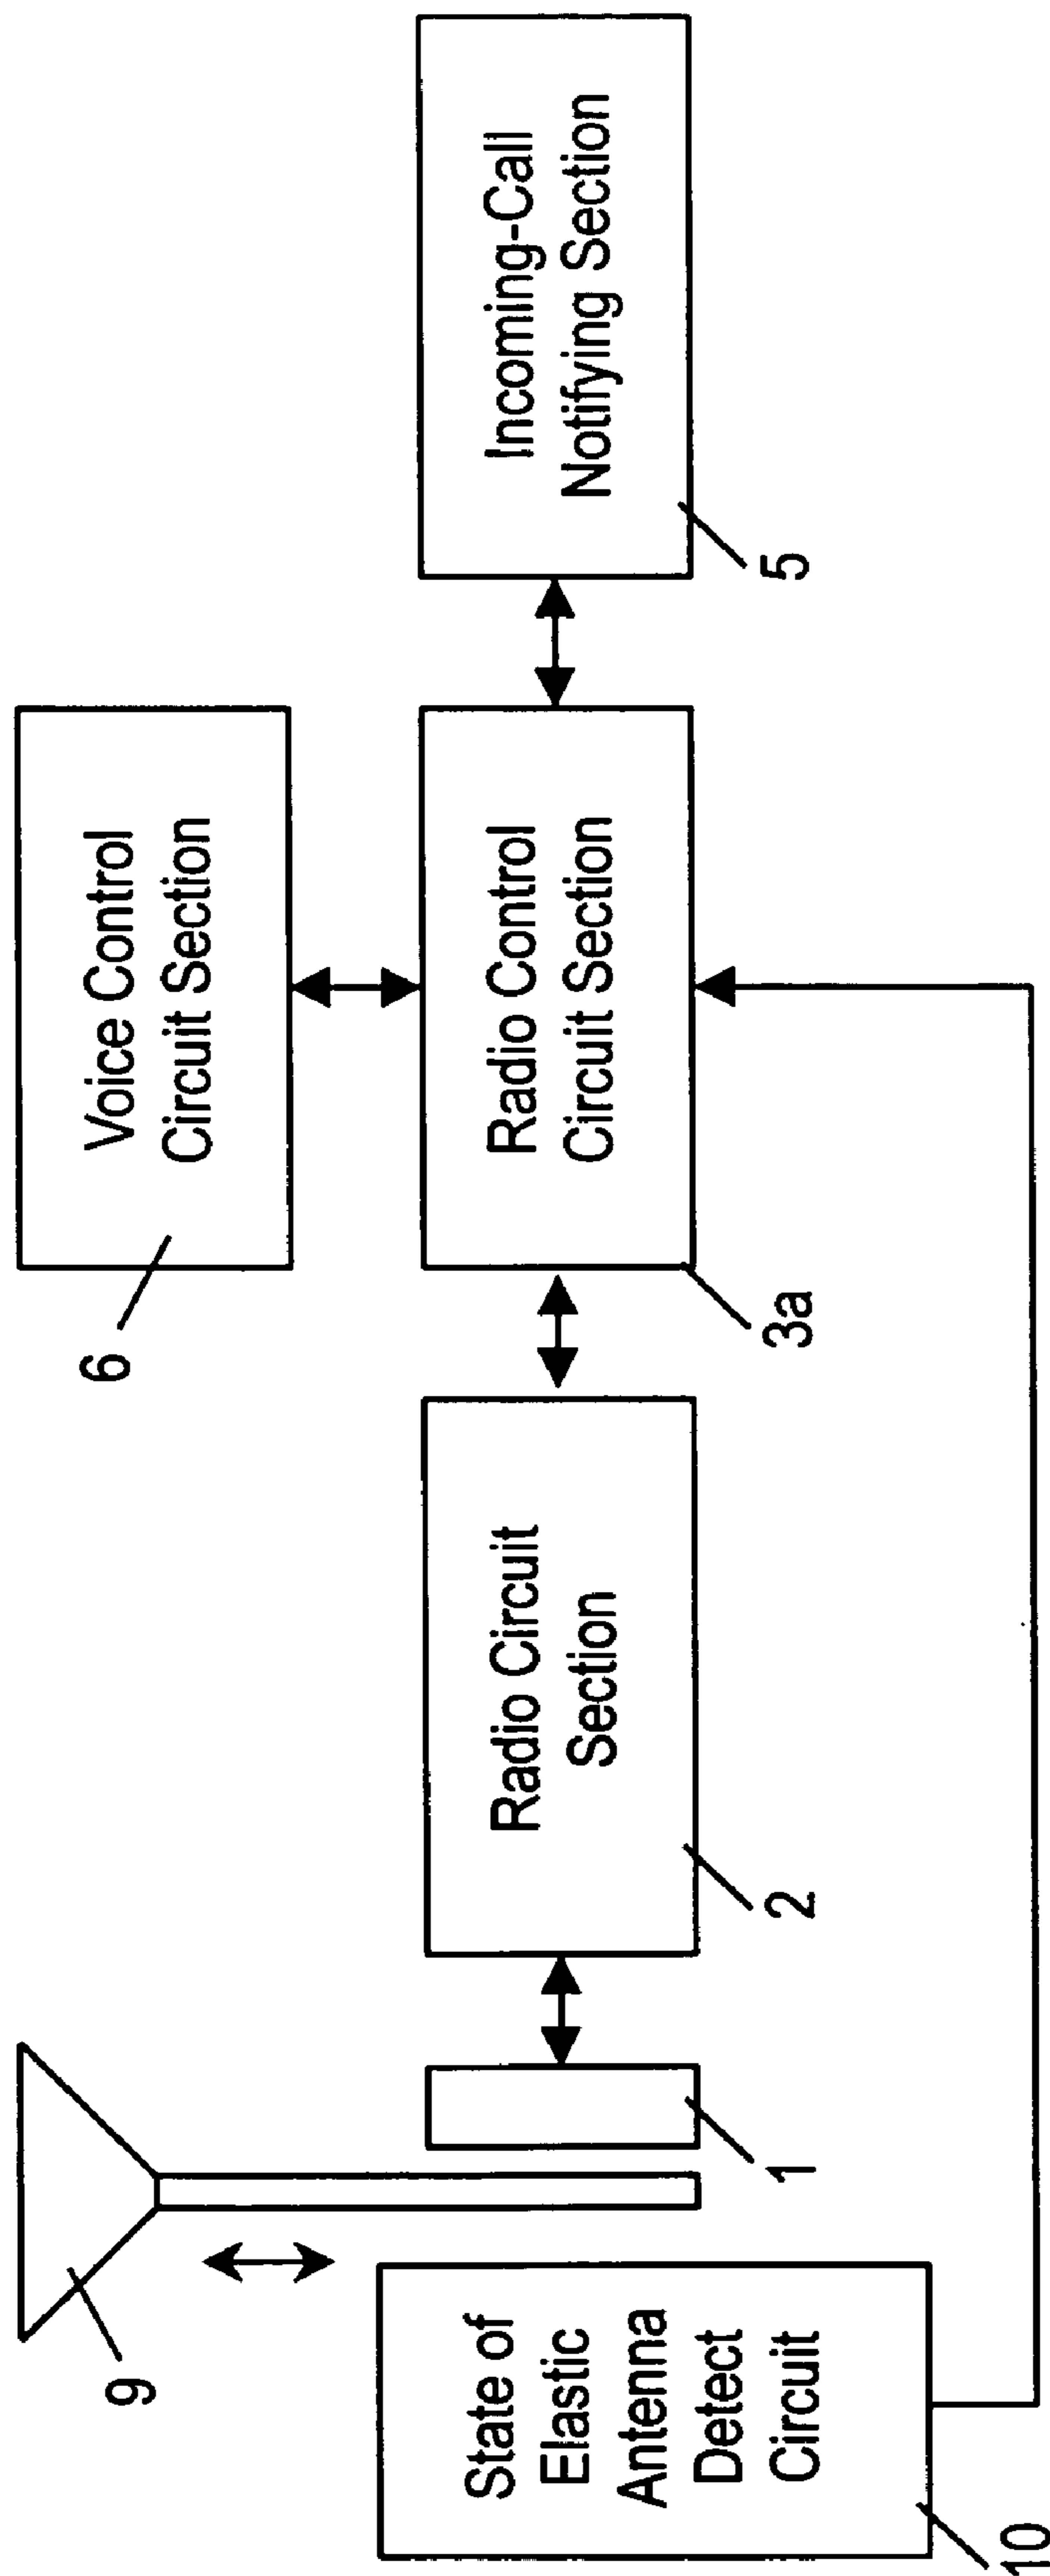 Voice Control
Circuit Section
6
9
State of
Elastic
Antenna
Detect
Circuit
10
1
Radio Circuit
Section
2
Radio Control
Circuit Section
3a
Incoming-Call
Notifying Section
5